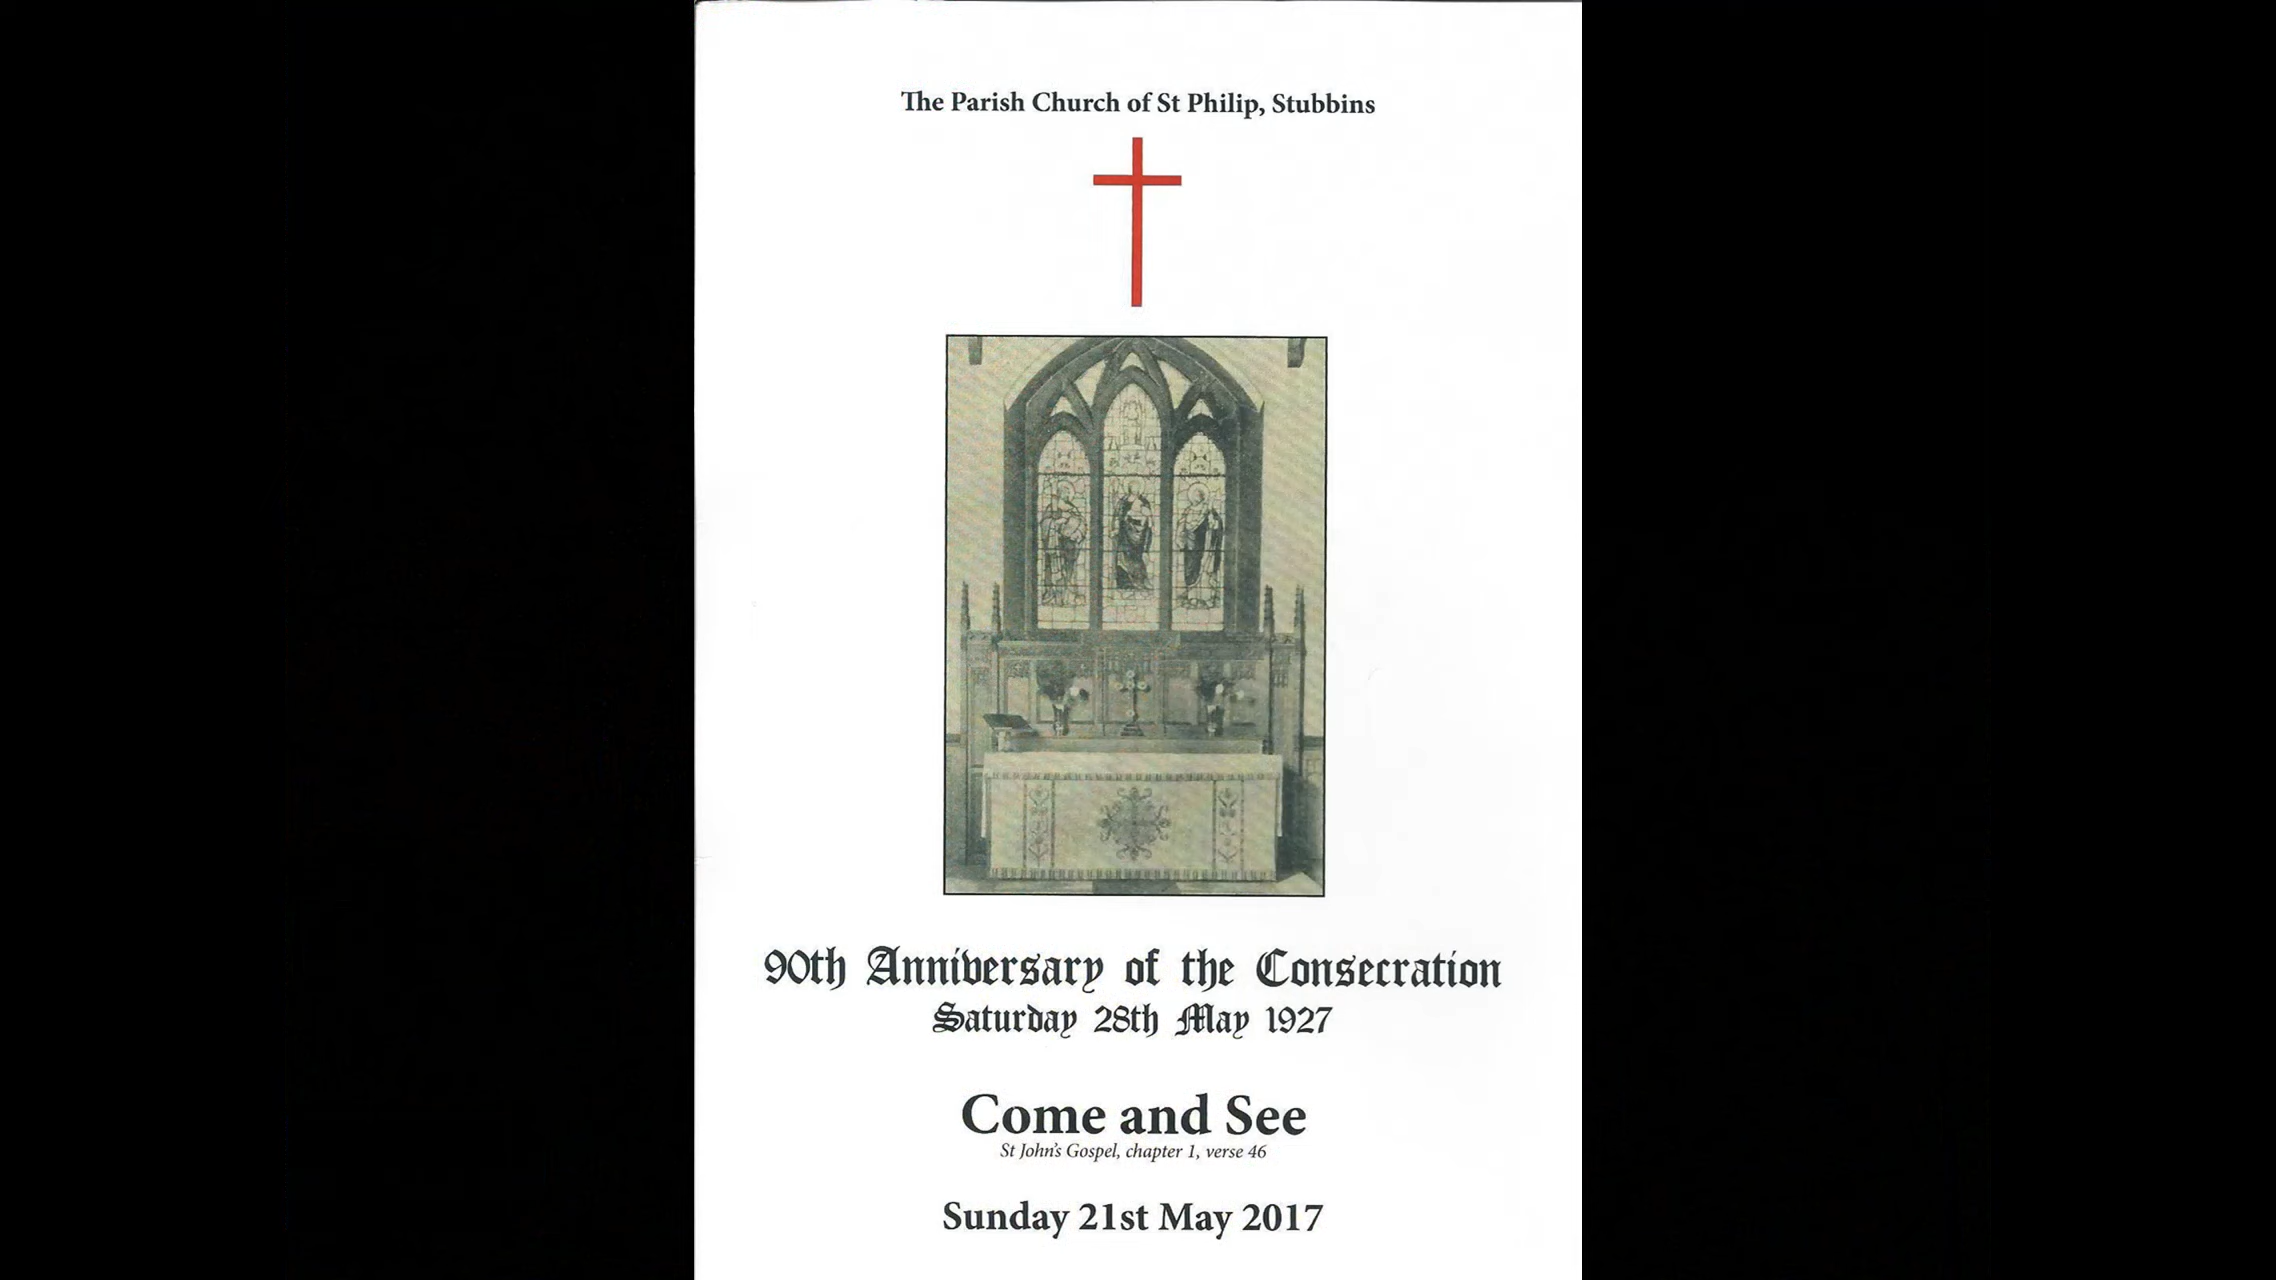 The Parish Church of St Philip, Stubbins
90th Anniversary of the Consecration
Saturday 28th May 1927
Come and See
St John's Gospel, chapter 1, verse 46
Sunday 21st May 2017